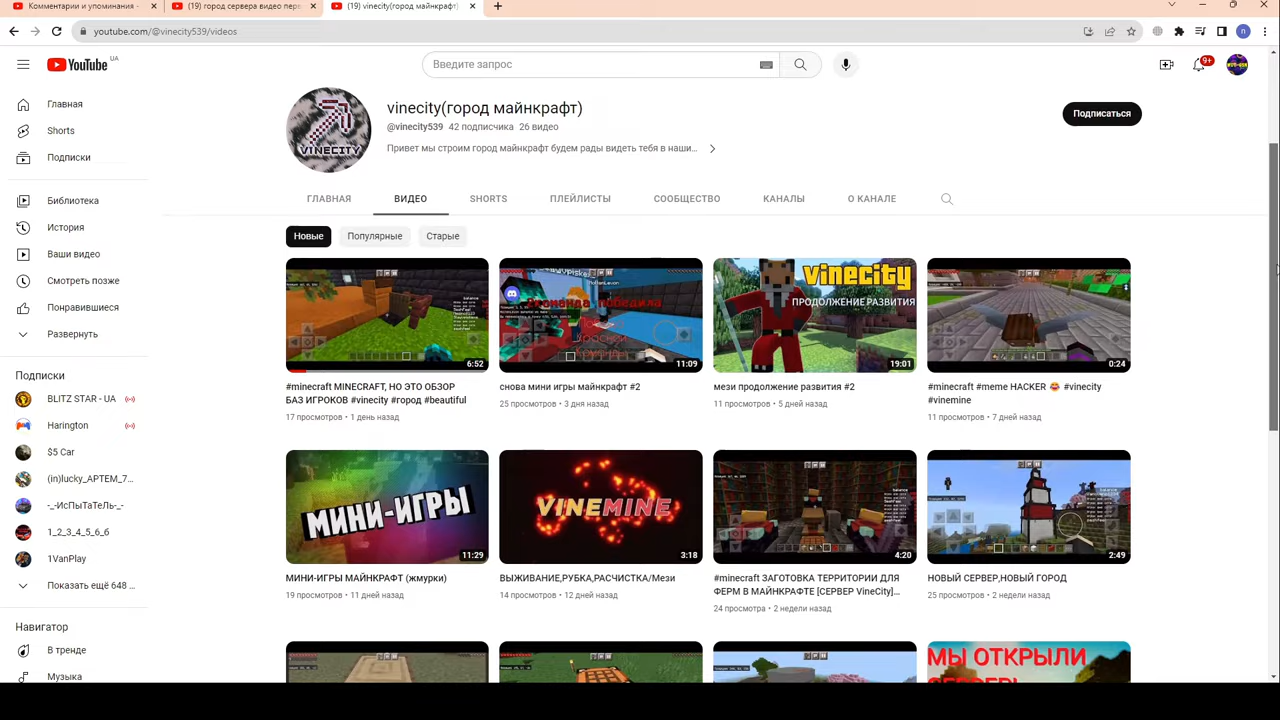 Комментарии и упоминания -
(19) город сервера видео перв
(19) vinecity(город майнкрафт)
youtube.com/@vinecity539/videos
YouTube UA
Введите запрос
9+
Главная
Shorts
Подписки
Библиотека
История
Ваши видео
Смотреть позже
Понравившиеся
Развернуть
Подписки
BLITZ STAR - UA
Harington
$5 Car
(in)lucky_APTEM_7...
-_-ИсПыТаТеЛь-_-
1_2_3_4_5_6_6
1VanPlay
Показать ещё 648 ...
Навигатор
В тренде
Музыка
VINECITY
vinecity(город майнкрафт)
@vinecity539 42 подписчика 26 видео
Привет мы строим город майнкрафт будем рады видеть тебя в наши...
Подписаться
ГЛАВНАЯ ВИДЕО SHORTS ПЛЕЙЛИСТЫ СООБЩЕСТВО КАНАЛЫ О КАНАЛЕ
Новые Популярные Старые
6:52
#minecraft MINECRAFT, НО ЭТО ОБЗОР
БАЗ ИГРОКОВ #vinecity #город #beautiful
17 просмотров • 1 день назад
команда победила
11:09
снова мини игры майнкрафт #2
25 просмотров • 3 дня назад
vinecity
ПРОДОЛЖЕНИЕ РАЗВИТИЯ
19:01
мези продолжение развития #2
11 просмотров • 5 дней назад
0:24
#minecraft #meme HACKER 😂 #vinecity
#vinemine
11 просмотров • 7 дней назад
МИНИ-ИГРЫ
11:29
МИНИ-ИГРЫ МАЙНКРАФТ (жмурки)
19 просмотров • 11 дней назад
VINEMINE
3:18
ВЫЖИВАНИЕ,РУБКА,РАСЧИСТКА/Мези
14 просмотров • 12 дней назад
4:20
#minecraft ЗАГОТОВКА ТЕРРИТОРИИ ДЛЯ
ФЕРМ В МАЙНКРАФТЕ [СЕРВЕР VineCity]...
24 просмотра • 2 недели назад
2:49
НОВЫЙ СЕРВЕР,НОВЫЙ ГОРОД
25 просмотров • 2 недели назад
МЫ ОТКРЫЛИ